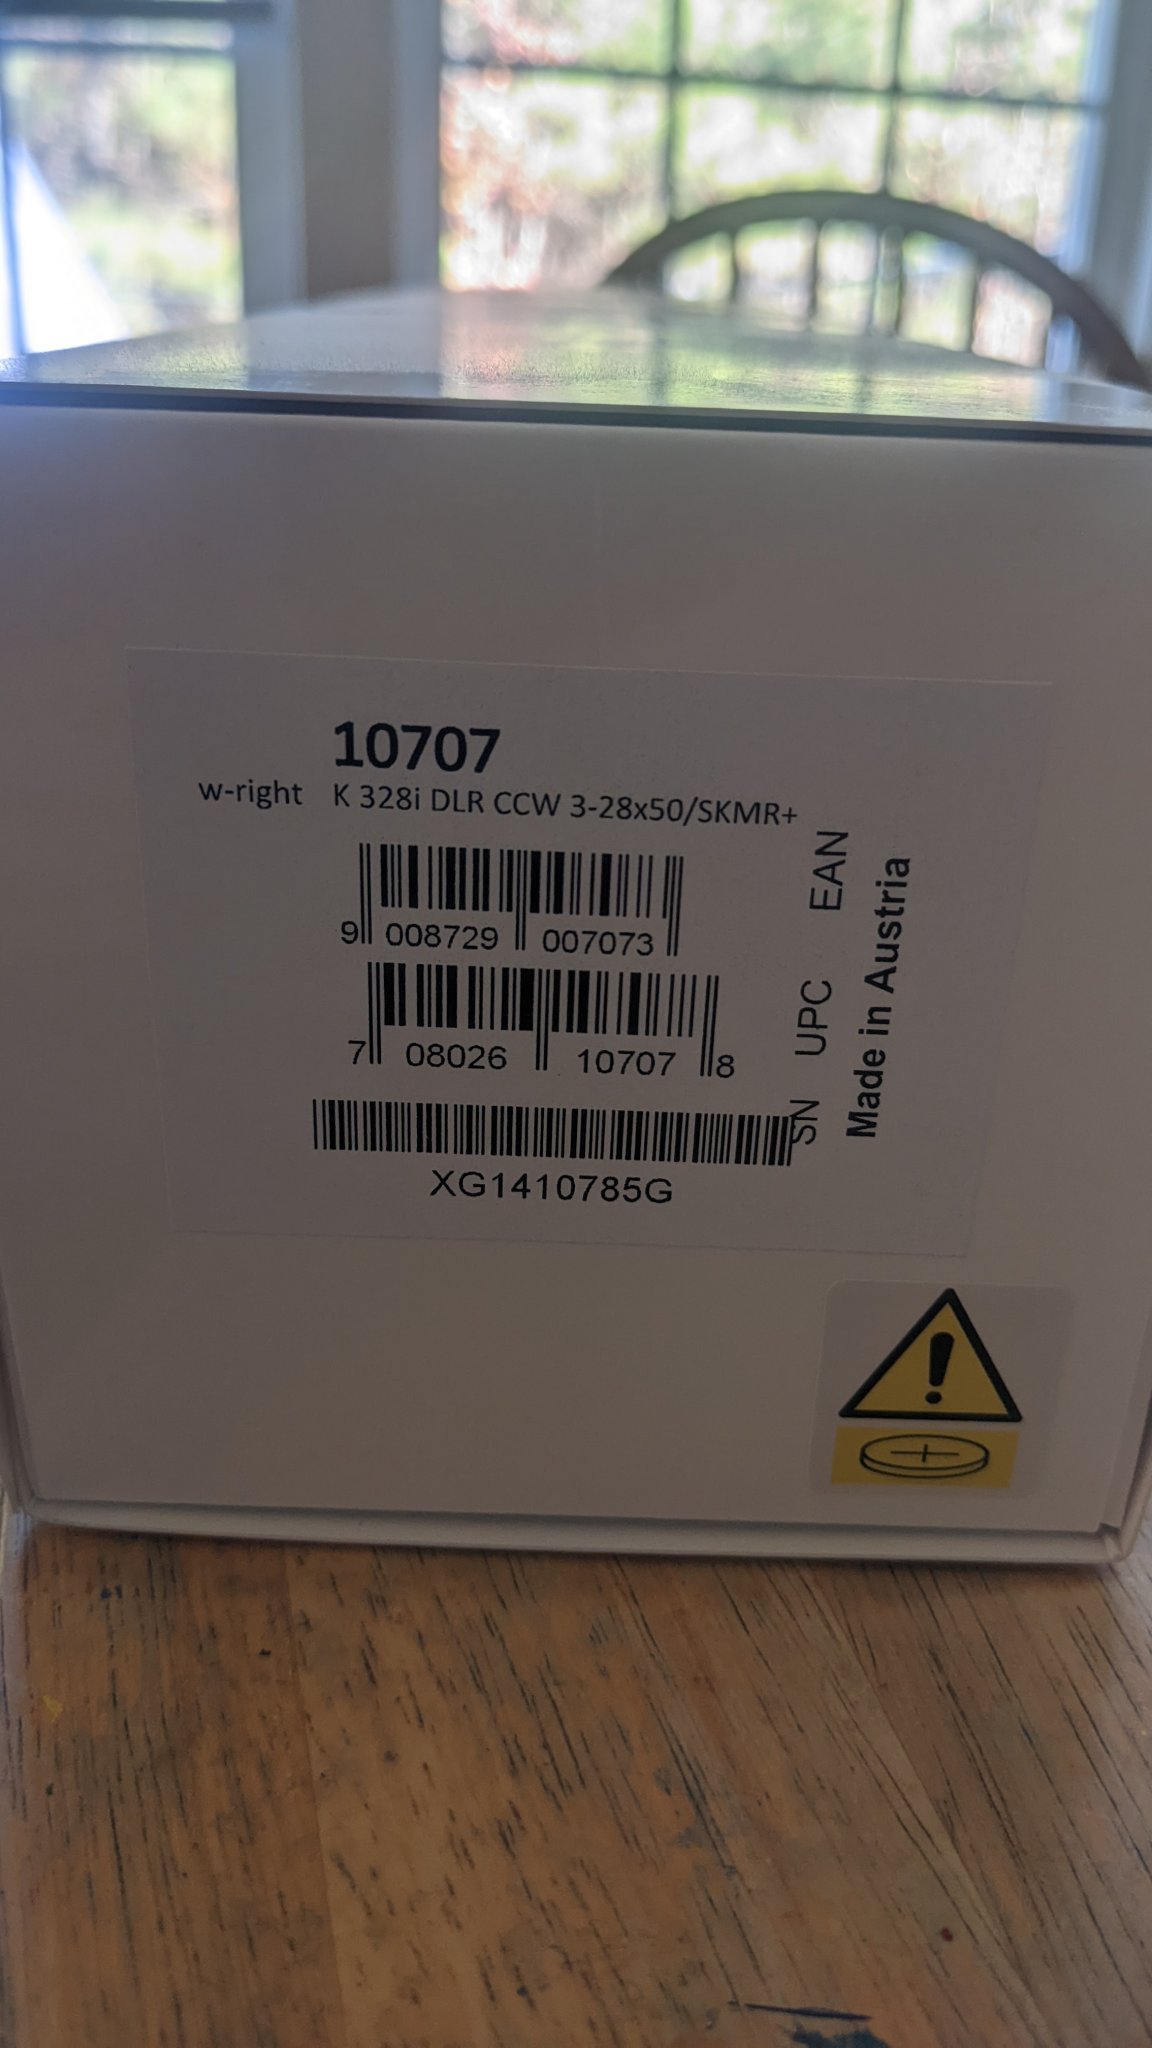 10707
w-right K 328i DLR CCW 3-28x50/SKMR+
9 008729 007073
EAN
7 08026 10707 8
UPC
XG1410785G
SN
Made in Austria